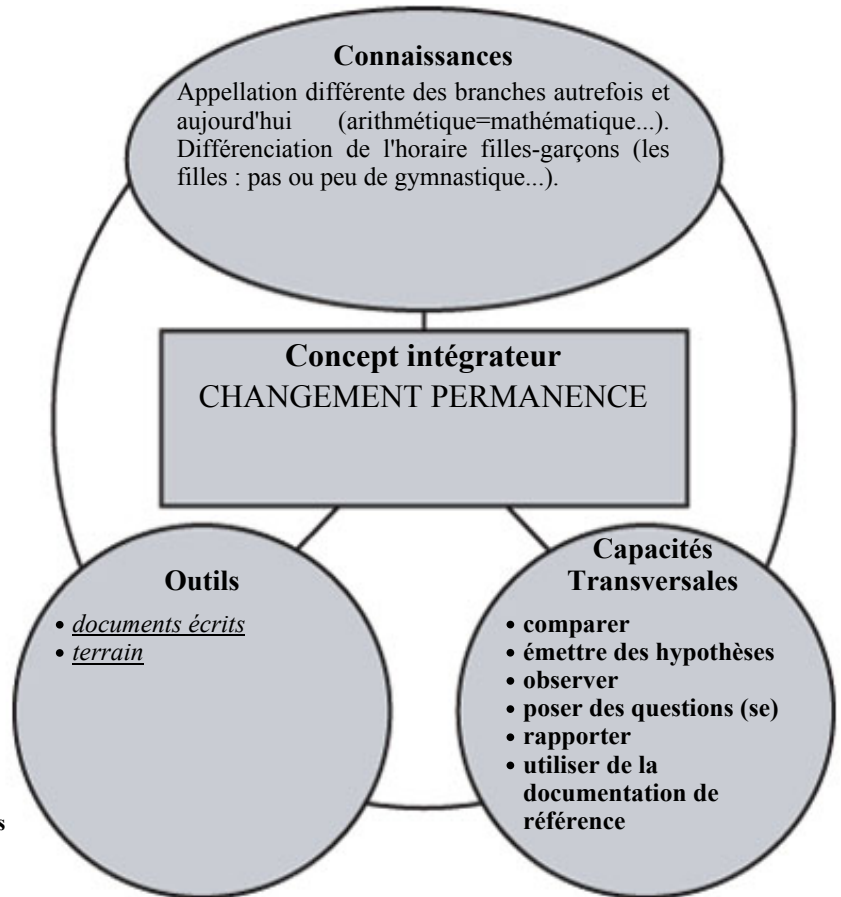 Connaissances
Appellation différente des branches autrefois et
aujourd'hui (arithmétique=mathématique...).
Différenciation de l'horaire filles-garçons (les
filles : pas ou peu de gymnastique...).
Concept intégrateur
CHANGEMENT PERMANENCE
Outils
• documents écrits
• terrain
Capacités
Transversales
• comparer
• émettre des hypothèses
• observer
• poser des questions (se)
• rapporter
• utiliser de la
documentation de
référence
s